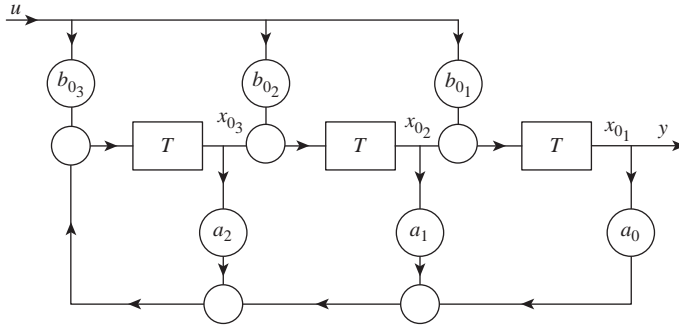 u
b₀₃ b₀₂ b₀₁
x₀₃ x₀₂ x₀₁ y
T T T
a₂ a₁ a₀